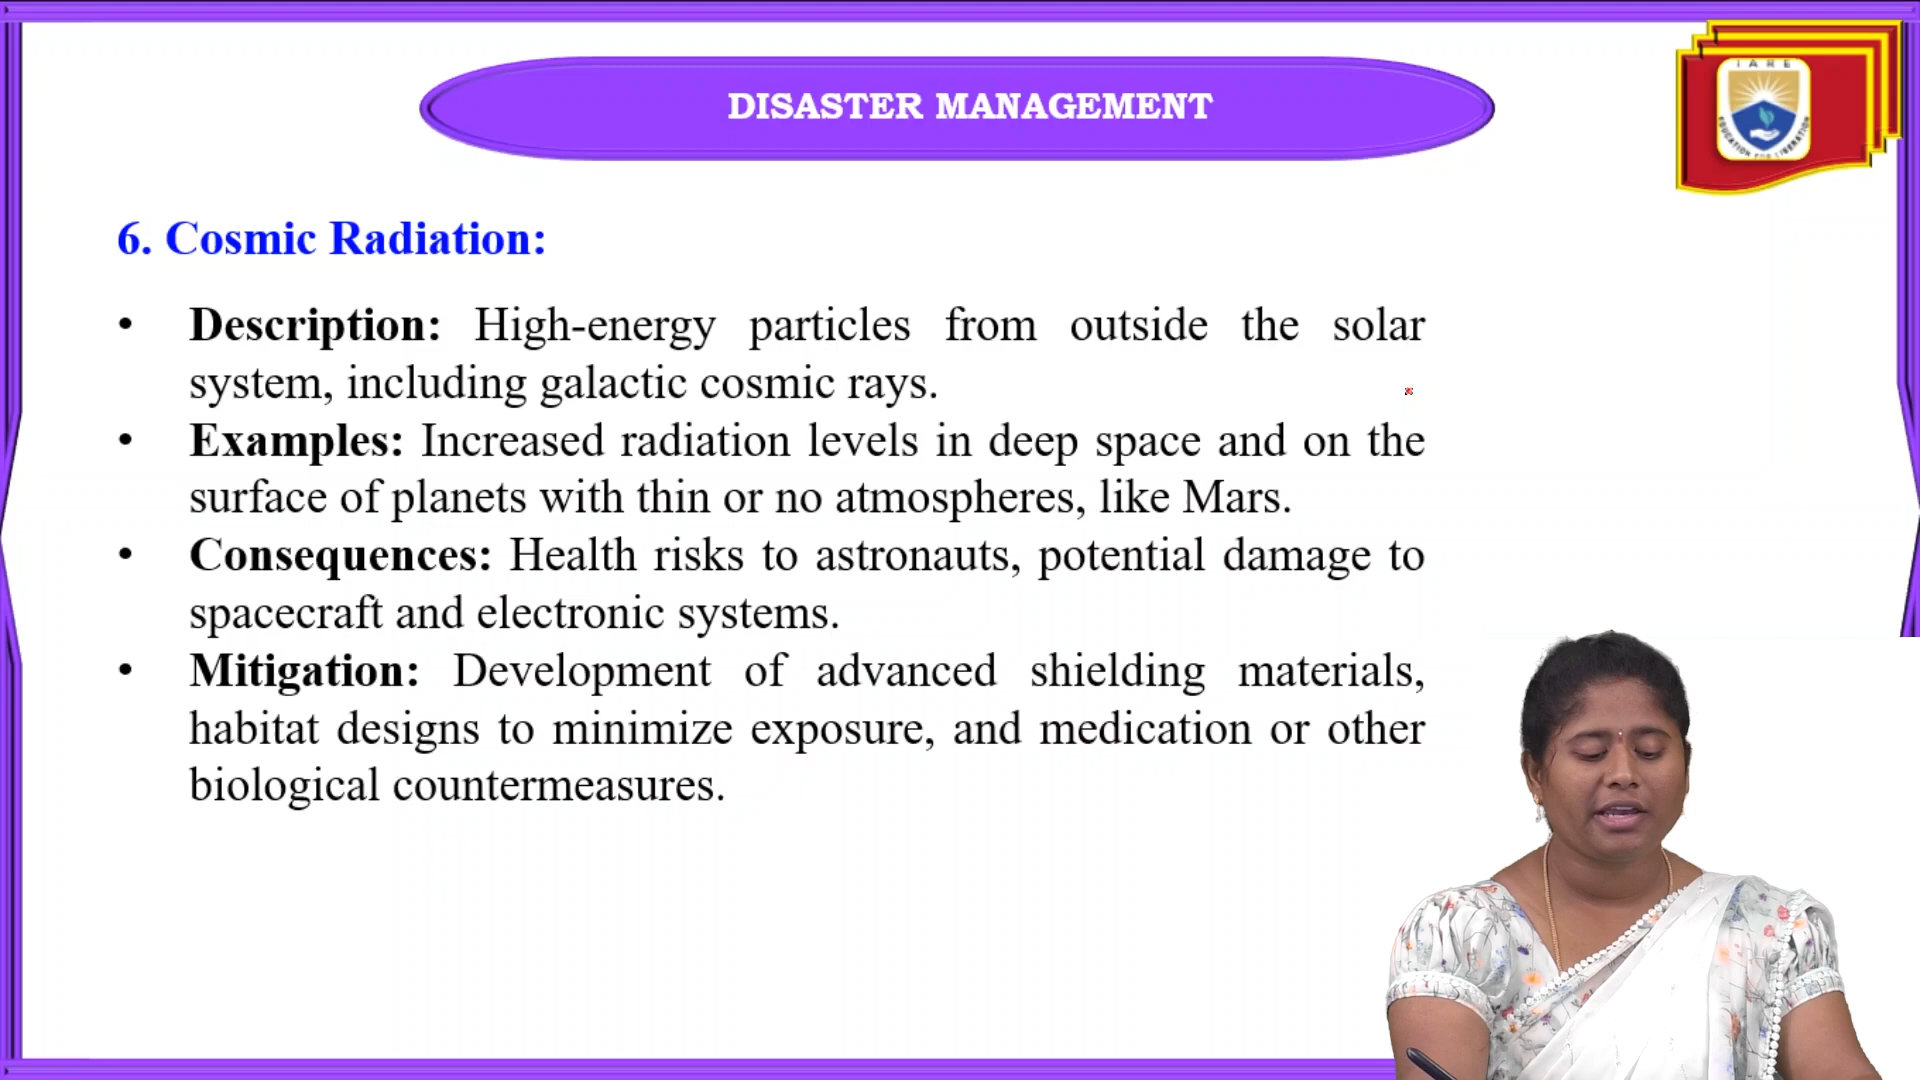 DISASTER MANAGEMENT
IARE
EDUCATION FOR LIBERATION
6. Cosmic Radiation:
• Description: High-energy particles from outside the solar
system, including galactic cosmic rays.
• Examples: Increased radiation levels in deep space and on the
surface of planets with thin or no atmospheres, like Mars.
• Consequences: Health risks to astronauts, potential damage to
spacecraft and electronic systems.
• Mitigation: Development of advanced shielding materials,
habitat designs to minimize exposure, and medication or other
biological countermeasures.